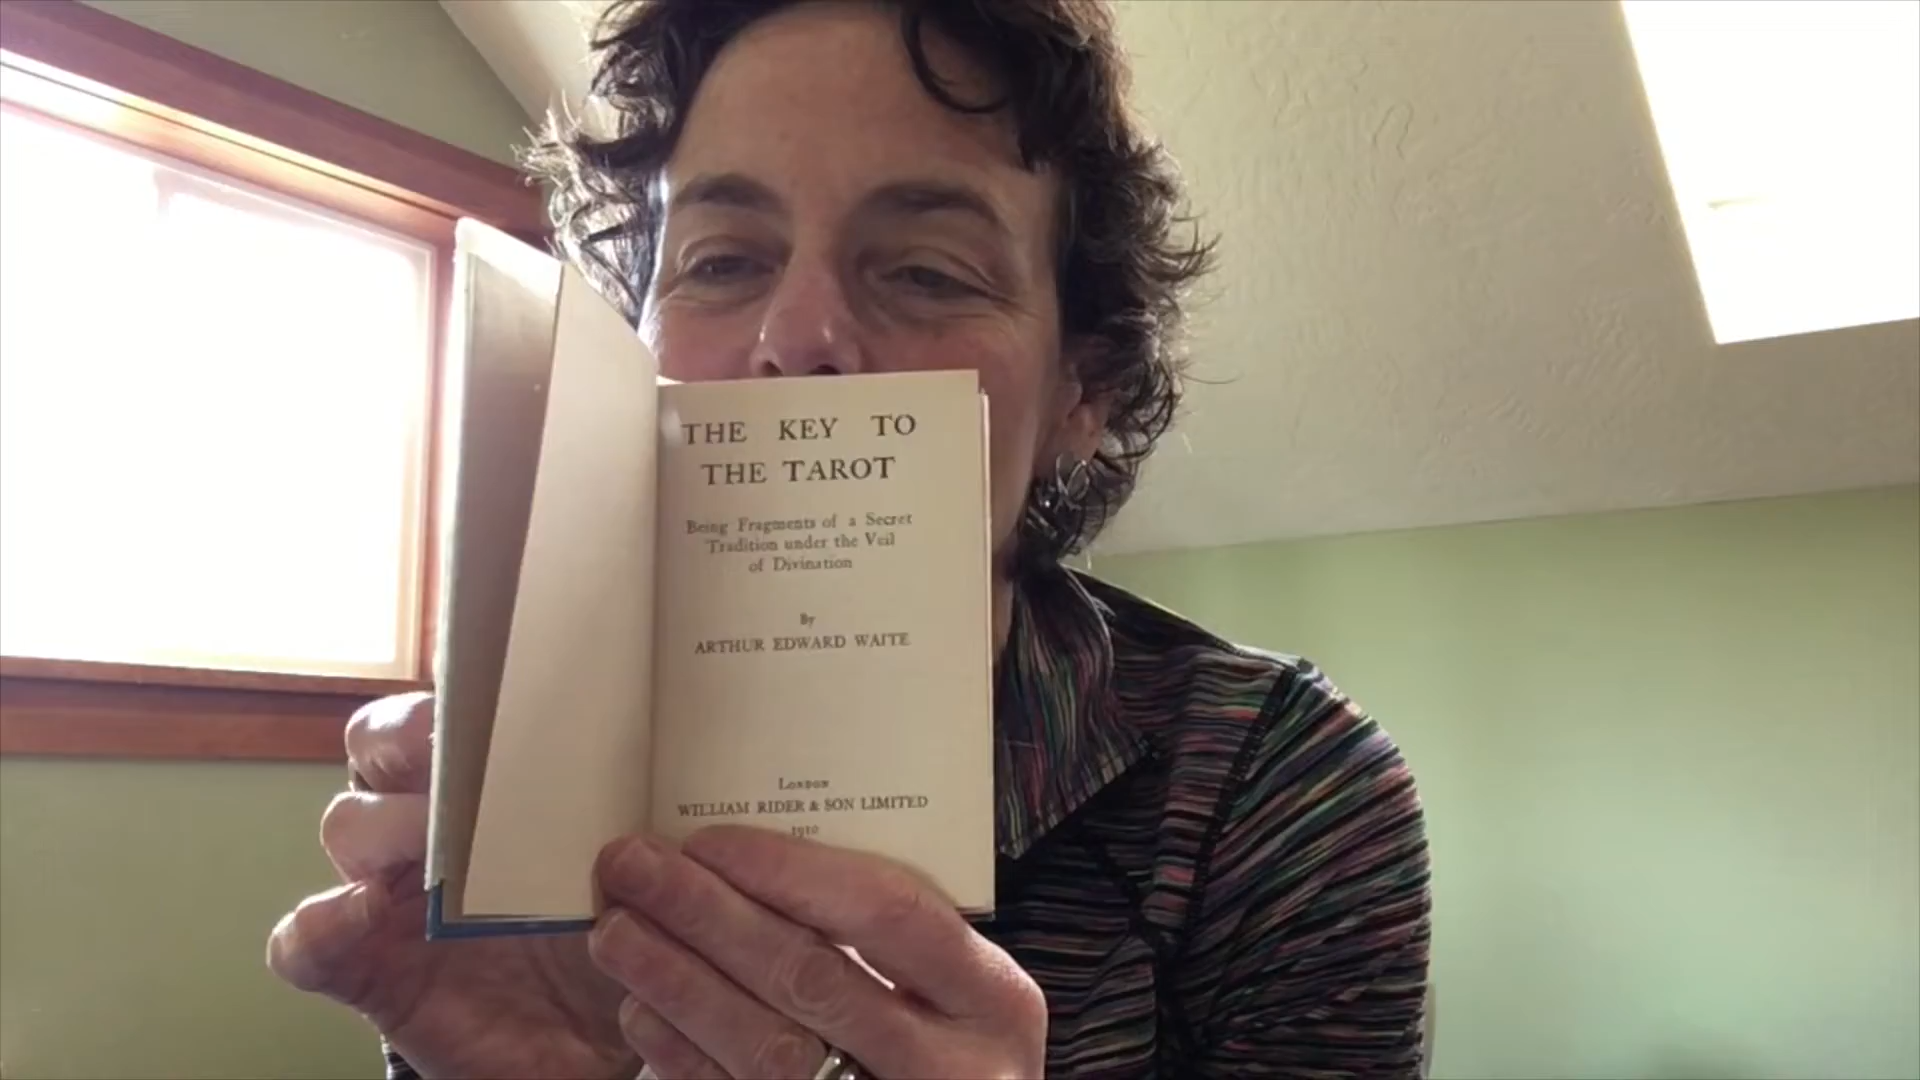 THE KEY TO
THE TAROT
Being Fragments of a Secret
Tradition under the Veil
of Divination
By
ARTHUR EDWARD WAITE
LONDON
WILLIAM RIDER & SON LIMITED
1910